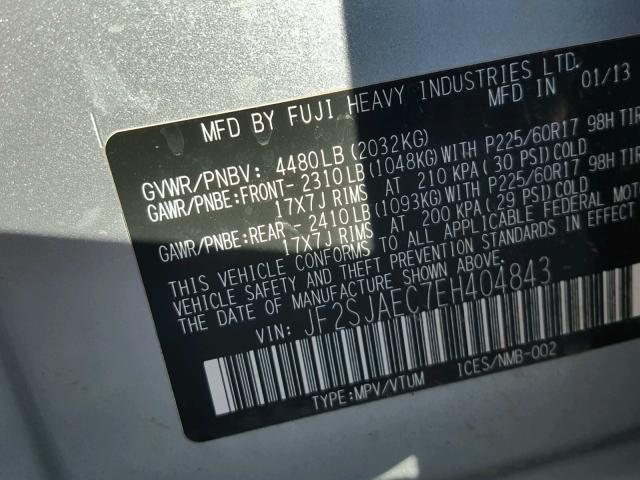 MFD BY FUJI HEAVY INDUSTRIES LTD.
MFD IN 01/13
GVWR/PNBV: 4480LB(2032KG)
GAWR/PNBE:FRONT- 2310LB(1048KG)WITH P225/60R17 98H TIR
17X7J RIMS AT 210 KPA(30 PSI)COLD
GAWR/PNBE:REAR - 2410LB(1093KG)WITH P225/60R17 98H TIR
17X7J RIMS AT 200 KPA(29 PSI)COLD
THIS VEHICLE CONFORMS TO ALL APPLICABLE FEDERAL MOT
VEHICLE SAFETY AND THEFT PREVENTION STANDARDS IN EFFECT
DATE OF MANUFACTURE SHOWN ABOVE.
VIN: JF2SJAEC7EH404843
TYPE:MPV/VTUM ICES/NMB-002